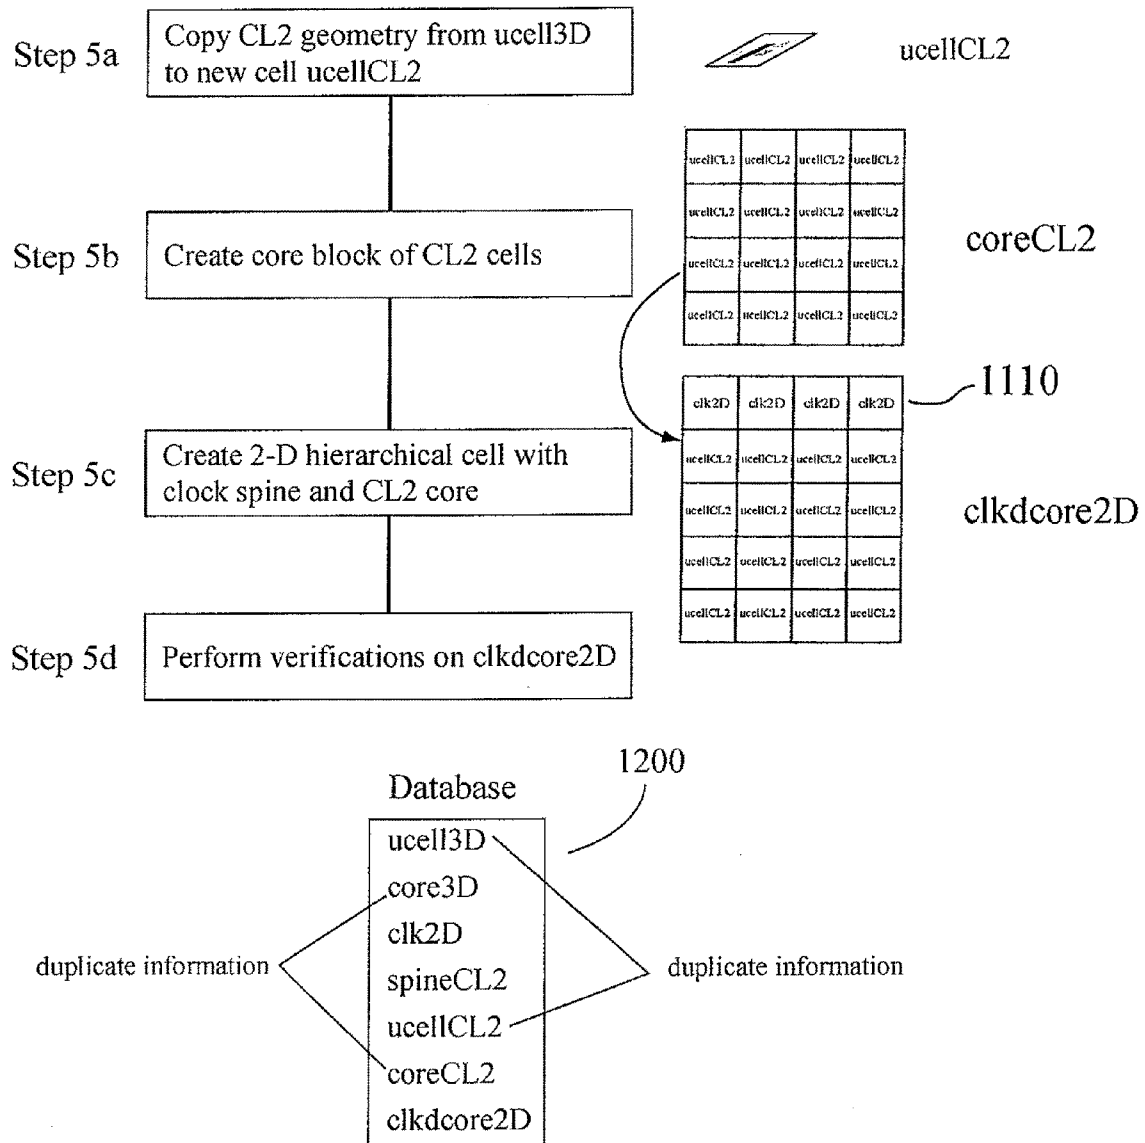 Step 5a
Copy CL2 geometry from ucell3D
to new cell ucellCL2
ucellCL2
ucellCL2 ucellCL2 ucellCL2 ucellCL2
ucellCL2 ucellCL2 ucellCL2 ucellCL2
ucellCL2 ucellCL2 ucellCL2 ucellCL2
ucellCL2 ucellCL2 ucellCL2 ucellCL2
coreCL2
Step 5b
Create core block of CL2 cells
1110
clk2D clk2D clk2D clk2D
ucellCL2 ucellCL2 ucellCL2 ucellCL2
ucellCL2 ucellCL2 ucellCL2 ucellCL2
ucellCL2 ucellCL2 ucellCL2 ucellCL2
ucellCL2 ucellCL2 ucellCL2 ucellCL2
clkdcore2D
Step 5c
Create 2-D hierarchical cell with
clock spine and CL2 core
Step 5d
Perform verifications on clkdcore2D
1200
Database
ucell3D
core3D
clk2D
spineCL2
ucellCL2
coreCL2
clkdcore2D
duplicate information
duplicate information